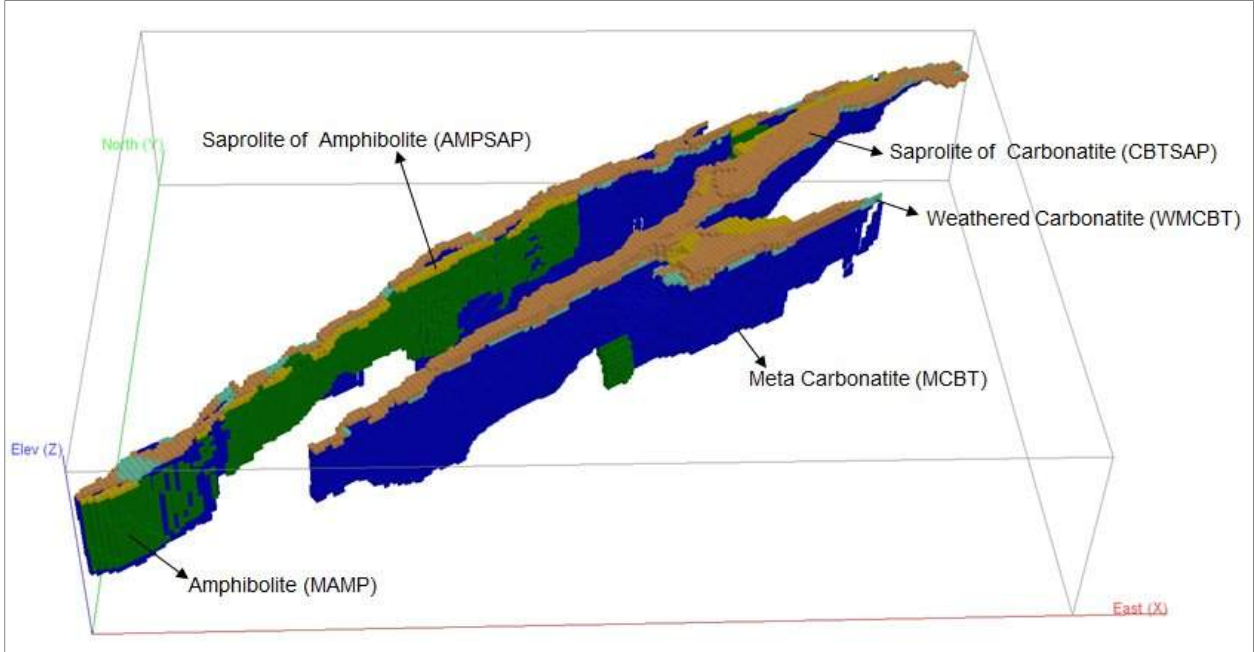 North (Y)
Saprolite of Amphibolite (AMPSAP)
Saprolite of Carbonatite (CBTSAP)
Weathered Carbonatite (WMCBT)
Meta Carbonatite (MCBT)
Elev (Z)
Amphibolite (MAMP)
East (X)